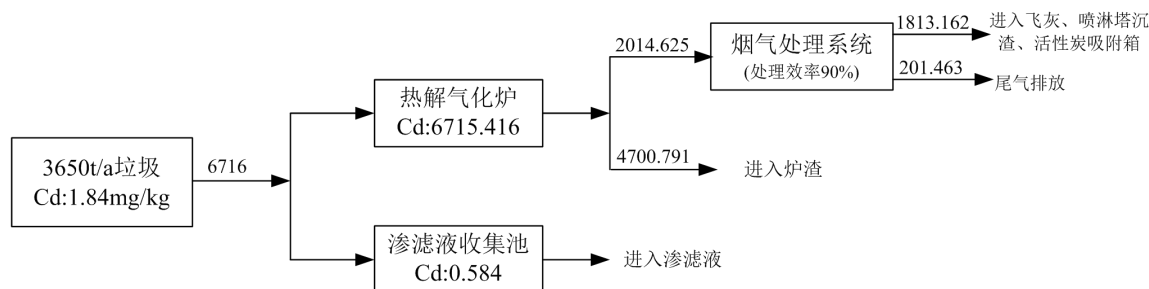 3650t/a垃圾
Cd:1.84mg/kg
6716
热解气化炉
Cd:6715.416
渗滤液收集池
Cd:0.584
进入渗滤液
2014.625
4700.791
进入炉渣
烟气处理系统
(处理效率90%)
1813.162
进入飞灰、喷淋塔沉
渣、活性炭吸附箱
201.463
尾气排放